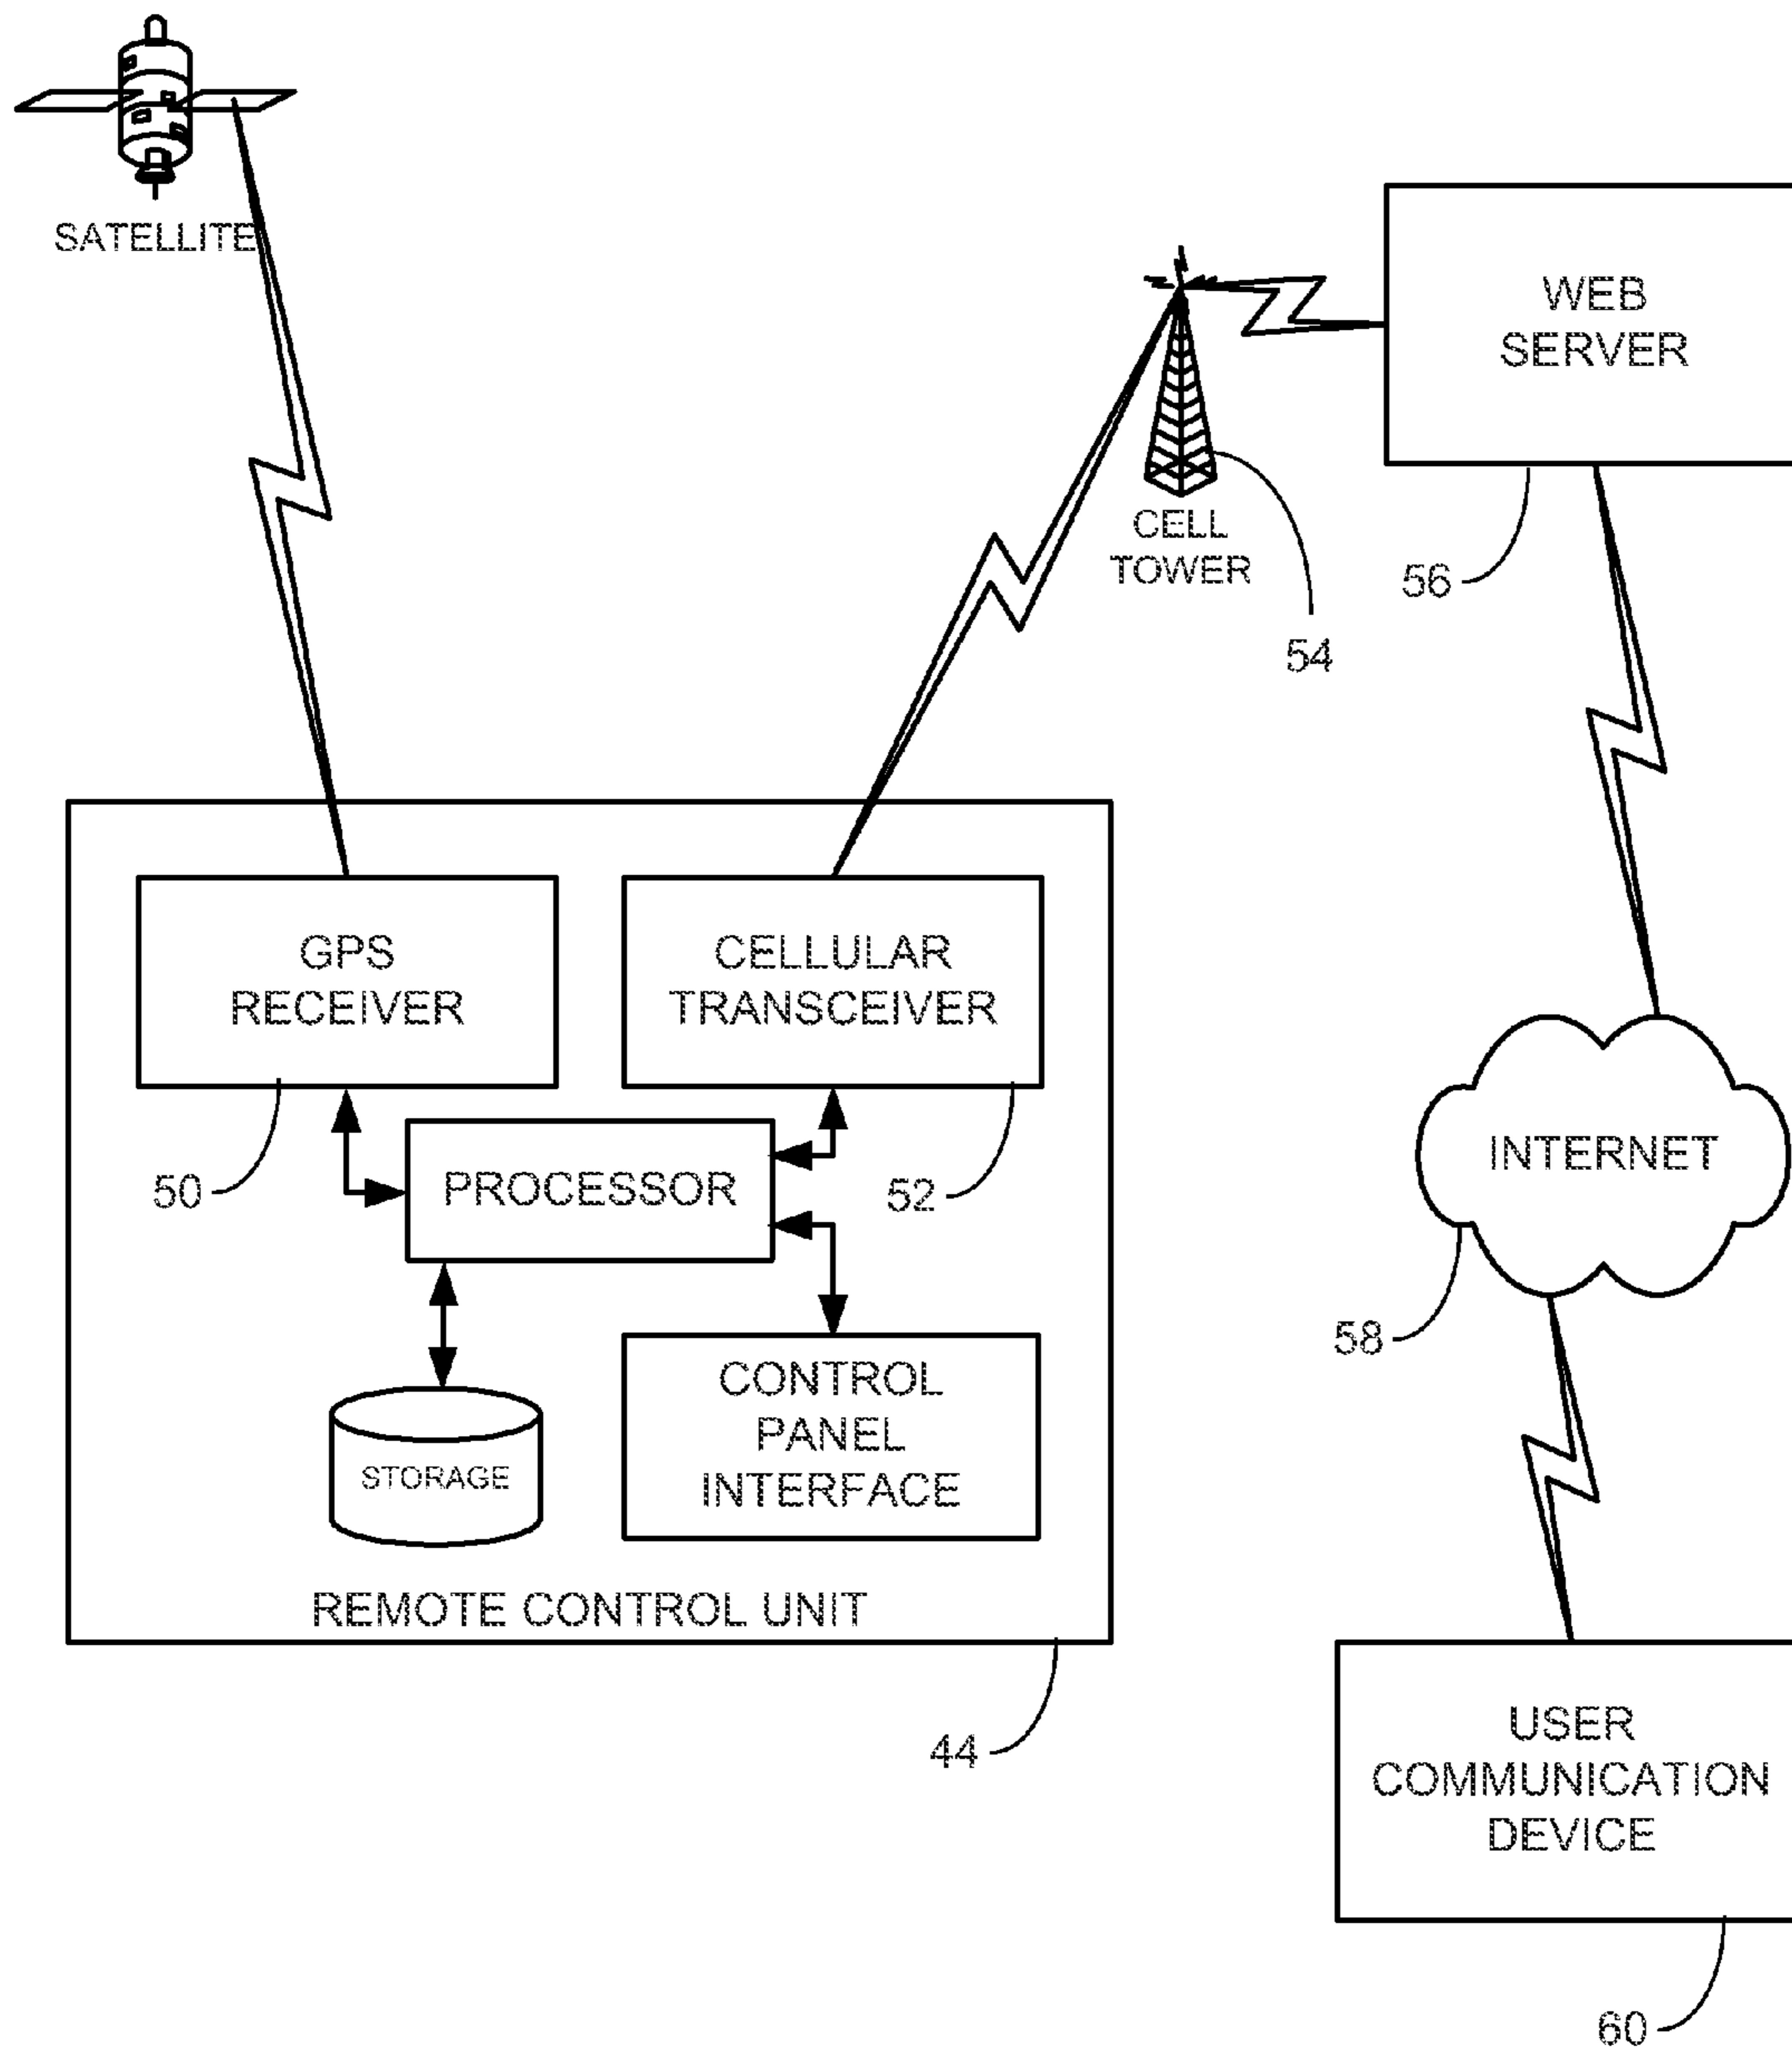 SATELLITE
WEB
SERVER
CELL
TOWER
56
54
GPS
RECEIVER
CELLULAR
TRANSCEIVER
50
PROCESSOR
52
INTERNET
58
CONTROL
PANEL
INTERFACE
STORAGE
REMOTE CONTROL UNIT
44
USER
COMMUNICATION
DEVICE
60